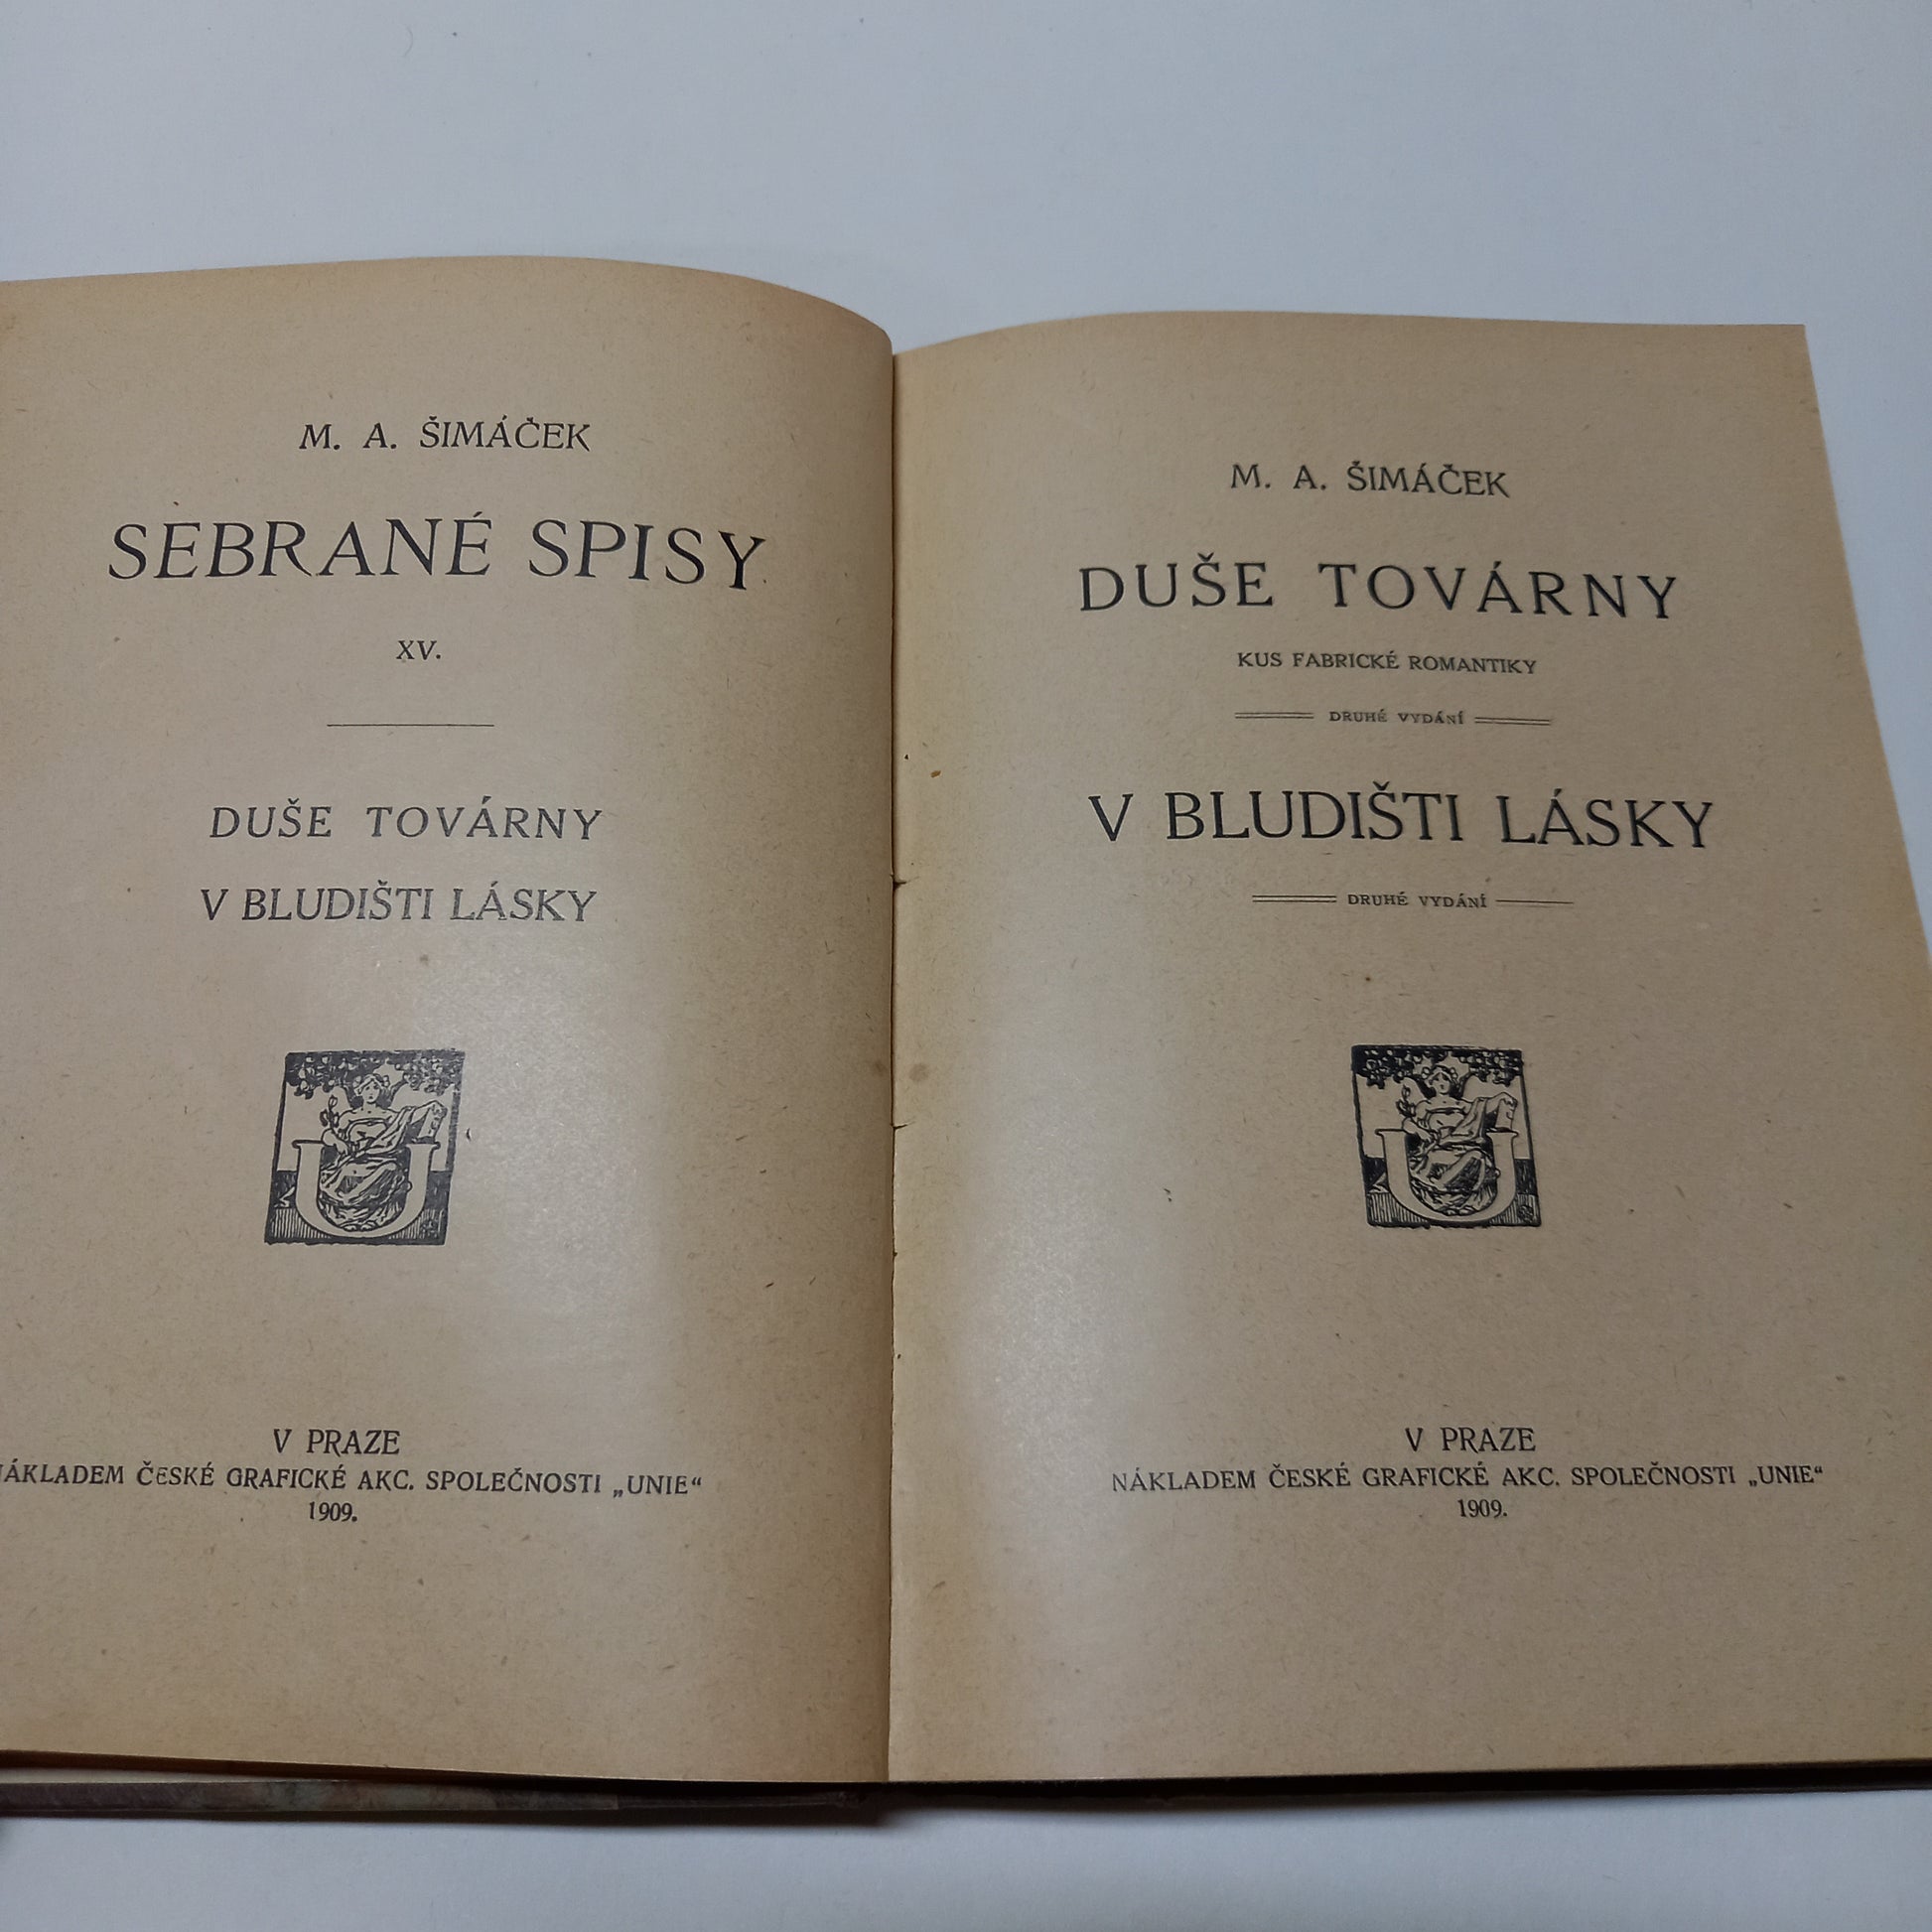 M. A. ŠIMÁČEK
SEBRANÉ SPISY
XV.
DUŠE TOVÁRNY
V BLUDIŠTI LÁSKY
V PRAZE
NÁKLADEM ČESKÉ GRAFICKÉ AKC. SPOLEČNOSTI „UNIE“
1909.
M. A. ŠIMÁČEK
DUŠE TOVÁRNY
KUS FABRICKÉ ROMANTIKY
DRUHÉ VYDÁNÍ
V BLUDIŠTI LÁSKY
DRUHÉ VYDÁNÍ
U
V PRAZE
NÁKLADEM ČESKÉ GRAFICKÉ AKC. SPOLEČNOSTI „UNIE“
1909.